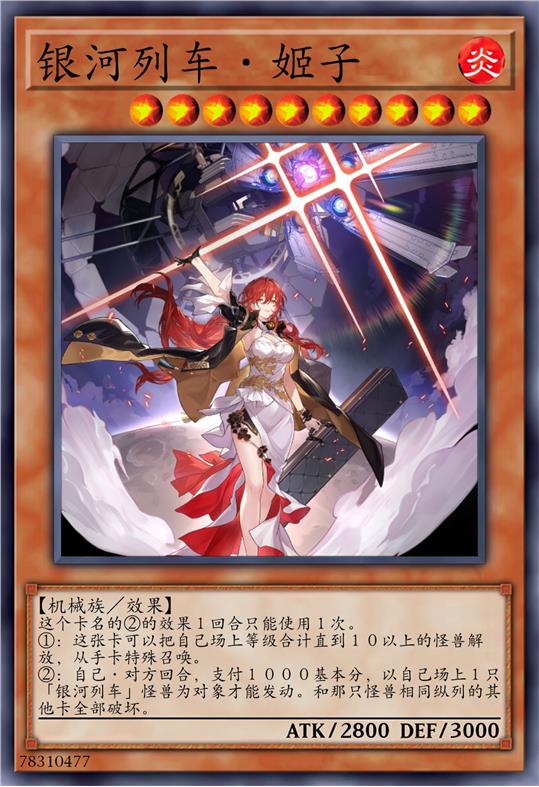 银河列车·姬子
炎
【机械族／效果】
这个卡名的②的效果１回合只能使用１次。
①：这张卡可以把自己场上等级合计直到１０以上的怪兽解
放，从手卡特殊召唤。
②：自己·对方回合，支付１０００基本分，以自己场上１只
「银河列车」怪兽为对象才能发动。和那只怪兽相同纵列的其
他卡全部破坏。
ATK/2800 DEF/3000
78310477